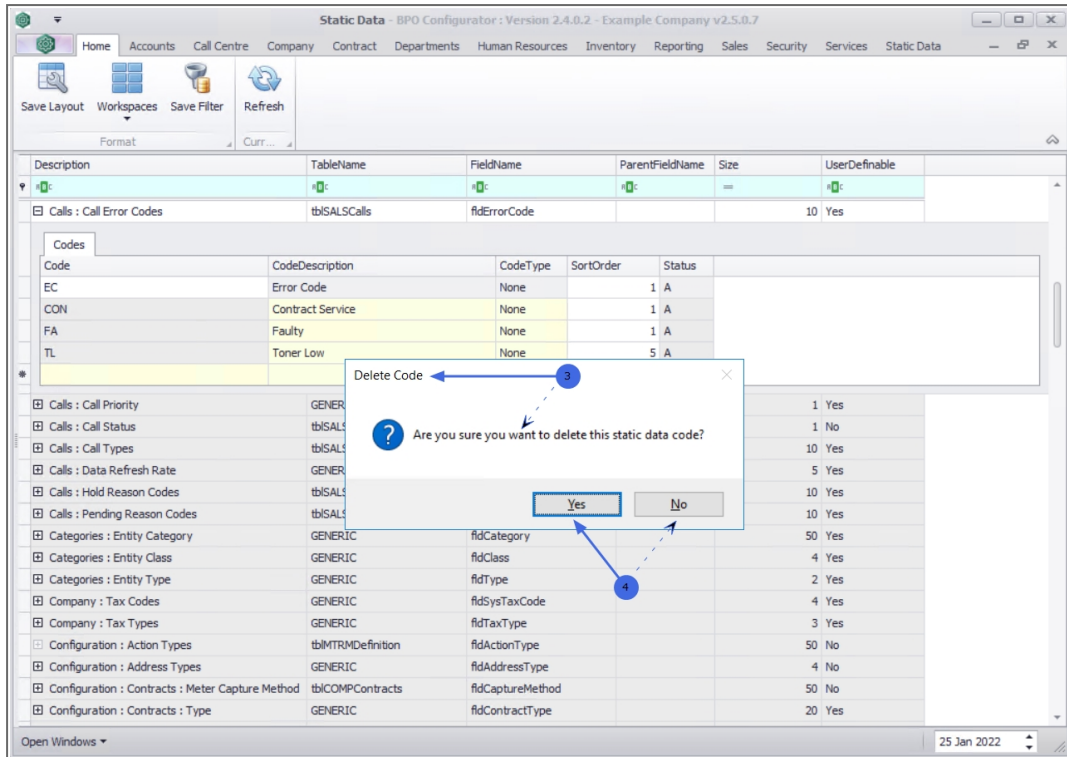 Static Data - BPO Configurator : Version 2.4.0.2 - Example Company v2.5.0.7
Home Accounts Call Centre Company Contract Departments Human Resources Inventory Reporting Sales Security Services Static Data
Save Layout Workspaces Save Filter Refresh
Format Curr...
Description TableName FieldName ParentFieldName Size UserDefinable
Calls : Call Error Codes tblSALSCalls fldErrorCode 10 Yes
Codes
Code CodeDescription CodeType SortOrder Status
EC Error Code None 1 A
CON Contract Service None 1 A
FA Faulty None 1 A
TL Toner Low None 5 A
Delete Code 3
Are you sure you want to delete this static data code?
Yes No
4
Calls : Call Priority GENER 1 Yes
Calls : Call Status tblSALS 1 No
Calls : Call Types tblSALS 10 Yes
Calls : Data Refresh Rate GENER 5 Yes
Calls : Hold Reason Codes tblSALS 10 Yes
Calls : Pending Reason Codes tblSALS 10 Yes
Categories : Entity Category GENERIC fldCategory 50 Yes
Categories : Entity Class GENERIC fldClass 4 Yes
Categories : Entity Type GENERIC fldType 2 Yes
Company : Tax Codes GENERIC fldSysTaxCode 4 Yes
Company : Tax Types GENERIC fldTaxType 3 Yes
Configuration : Action Types tblMTRMDefinition fldActionType 50 No
Configuration : Address Types GENERIC fldAddressType 4 No
Configuration : Contracts : Meter Capture Method tblCOMPContracts fldCaptureMethod 50 No
Configuration : Contracts : Type GENERIC fldContractType 20 Yes
Open Windows 25 Jan 2022